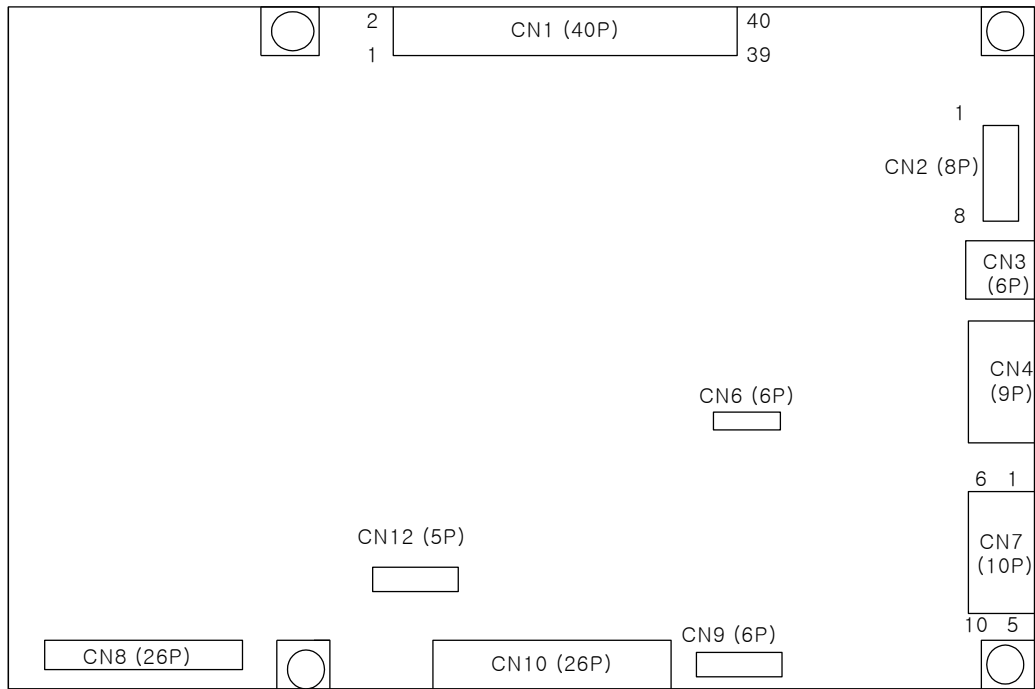 2
CN1 (40P)
40
1
39
1
CN2 (8P)
8
CN3
(6P)
CN4
(9P)
CN6 (6P)
6 1
CN7
(10P)
10 5
CN12 (5P)
CN9 (6P)
CN8 (26P)
CN10 (26P)